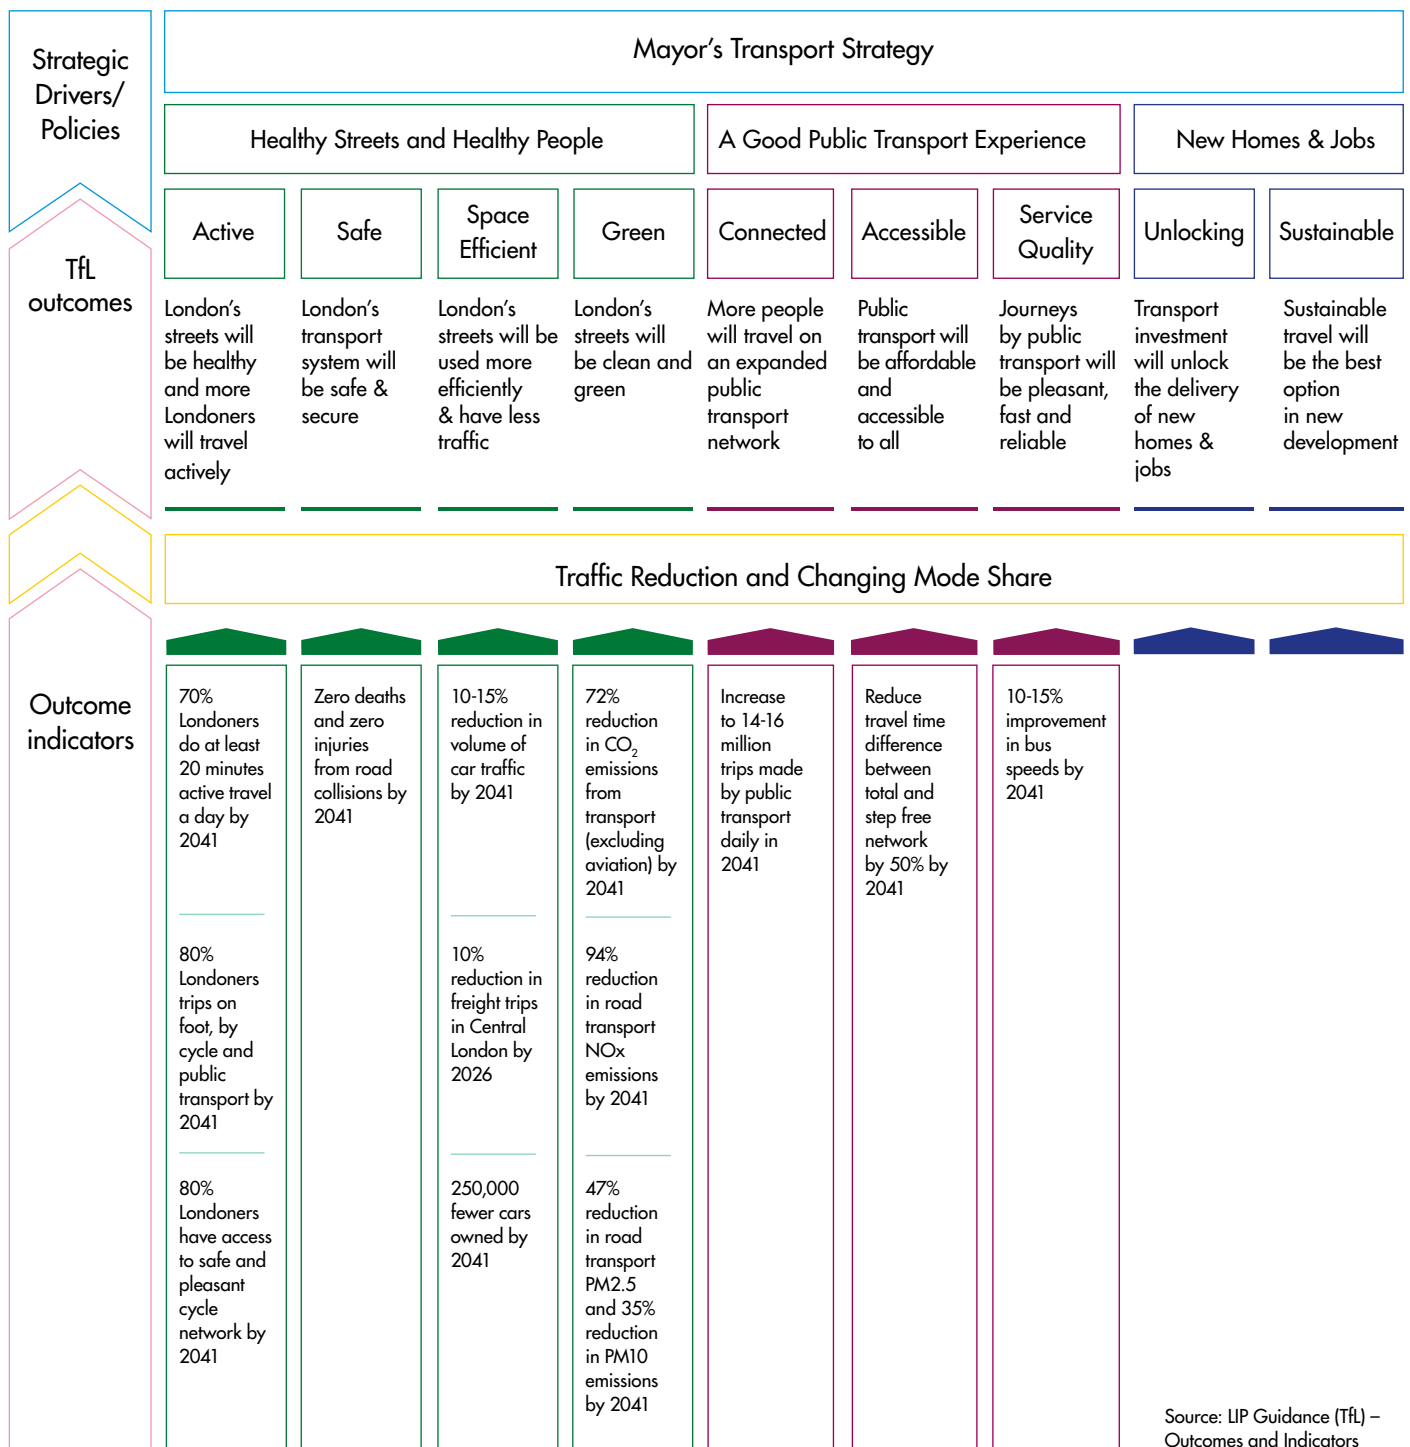 Strategic
Drivers/
Policies
Mayor's Transport Strategy
Healthy Streets and Healthy People
A Good Public Transport Experience
New Homes & Jobs
TfL
outcomes
Active
Safe
Space
Efficient
Green
Connected
Accessible
Service
Quality
Unlocking
Sustainable
London's
streets will
be healthy
and more
Londoners
will travel
actively
London's
transport
system will
be safe &
secure
London's
streets will be
used more
efficiently
& have less
traffic
London's
streets will
be clean and
green
More people
will travel on
an expanded
public
transport
network
Public
transport will
be affordable
and
accessible
to all
Journeys
by public
transport will
be pleasant,
fast and
reliable
Transport
investment
will unlock
the delivery
of new
homes &
jobs
Sustainable
travel will
be the best
option
in new
development
Traffic Reduction and Changing Mode Share
Outcome
indicators
70%
Londoners
do at least
20 minutes
active travel
a day by
2041
80%
Londoners
trips on
foot, by
cycle and
public
transport by
2041
80%
Londoners
have access
to safe and
pleasant
cycle
network by
2041
Zero deaths
and zero
injuries
from road
collisions by
2041
10-15%
reduction in
volume of
car traffic
by 2041
10%
reduction in
freight trips
in Central
London by
2026
250,000
fewer cars
owned by
2041
72%
reduction
in CO2
emissions
from
transport
(excluding
aviation) by
2041
94%
reduction
in road
transport
NOx
emissions
by 2041
47%
reduction
in road
transport
PM2.5
and 35%
reduction
in PM10
emissions
by 2041
Increase
to 14-16
million
trips made
by public
transport
daily in
2041
Reduce
travel time
difference
between
total and
step free
network
by 50% by
2041
10-15%
improvement
in bus
speeds by
2041
Source: LIP Guidance (TfL) –
Outcomes and Indicators